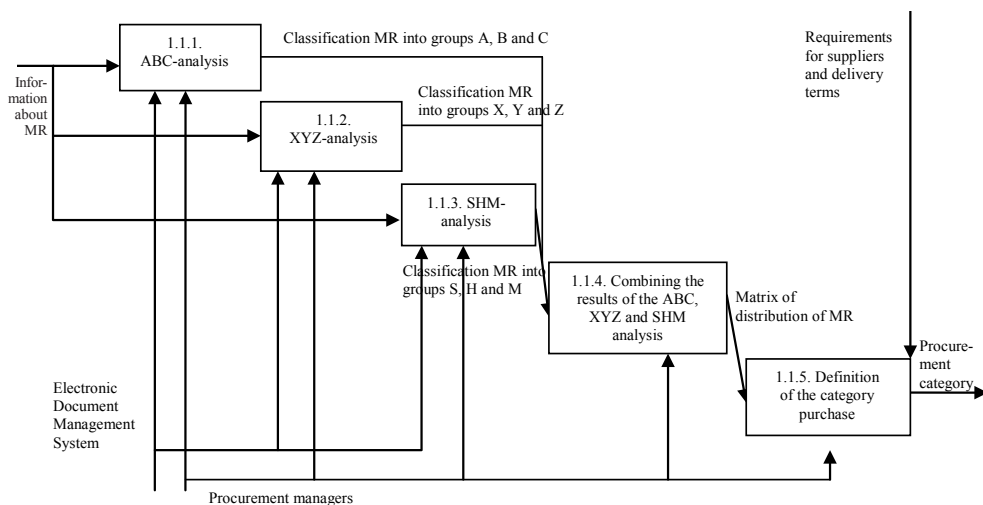 1.1.1.
ABC-analysis
Classification MR into groups A, B and C
Requirements
for suppliers
and delivery
terms
Infor-
mation
about
MR
1.1.2.
XYZ-analysis
Classification MR
into groups X, Y and Z
1.1.3. SHM-
analysis
Classification MR into
groups S, H and M
1.1.4. Combining the
results of the ABC,
XYZ and SHM
analysis
Matrix of
distribution of MR
Procure-
ment
category
1.1.5. Definition
of the category
purchase
Electronic
Document
Management
System
Procurement managers